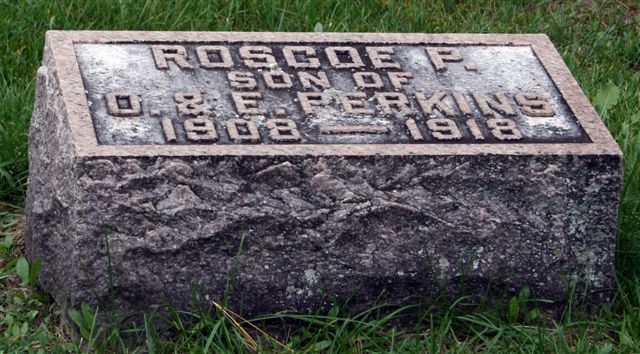 ROSCOE P.
SON OF
O. & F. PERKINS
1908 — 1918